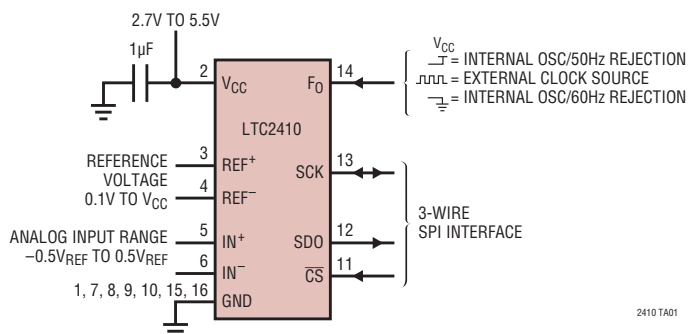 2.7V TO 5.5V
1µF
2
VCC
FO
14
VCC
= INTERNAL OSC/50Hz REJECTION
= EXTERNAL CLOCK SOURCE
= INTERNAL OSC/60Hz REJECTION
LTC2410
REFERENCE
VOLTAGE
0.1V TO VCC
3
REF+
4
REF–
SCK
13
3-WIRE
SPI INTERFACE
ANALOG INPUT RANGE
–0.5VREF TO 0.5VREF
5
IN+
6
IN–
SDO
12
CS
11
1, 7, 8, 9, 10, 15, 16
GND
2410 TA01